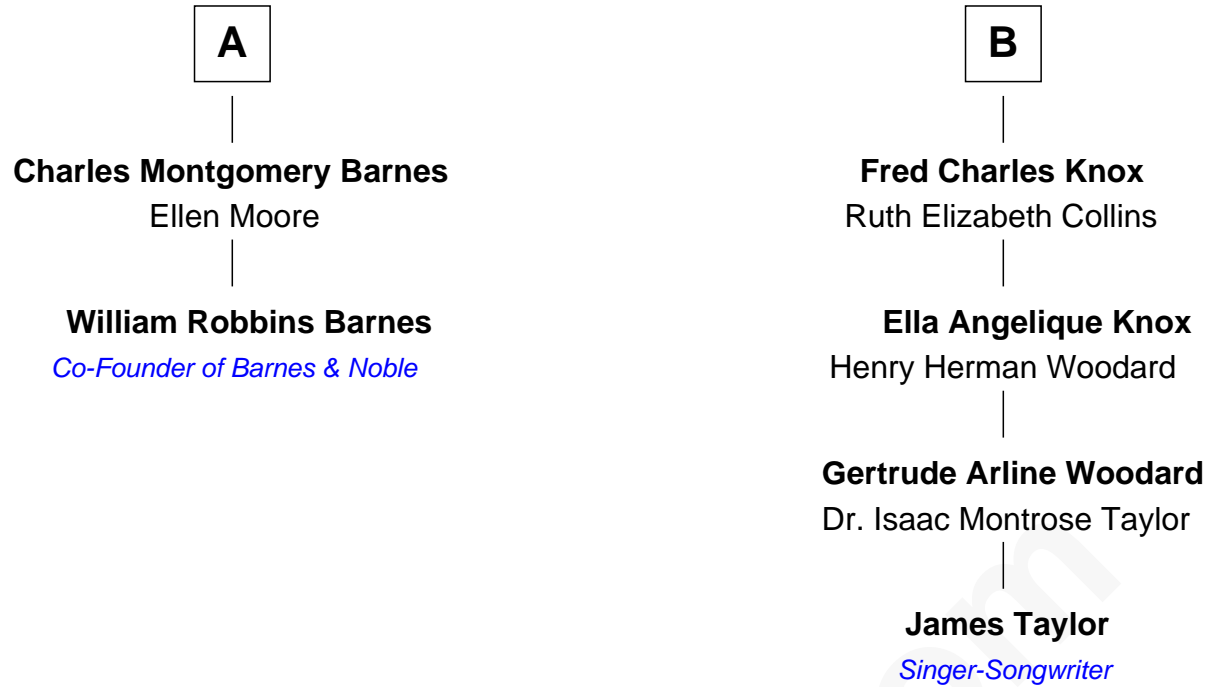 A
Charles Montgomery Barnes
Ellen Moore
William Robbins Barnes
Co-Founder of Barnes & Noble
B
Fred Charles Knox
Ruth Elizabeth Collins
Ella Angelique Knox
Henry Herman Woodard
Gertrude Arline Woodard
Dr. Isaac Montrose Taylor
James Taylor
Singer-Songwriter